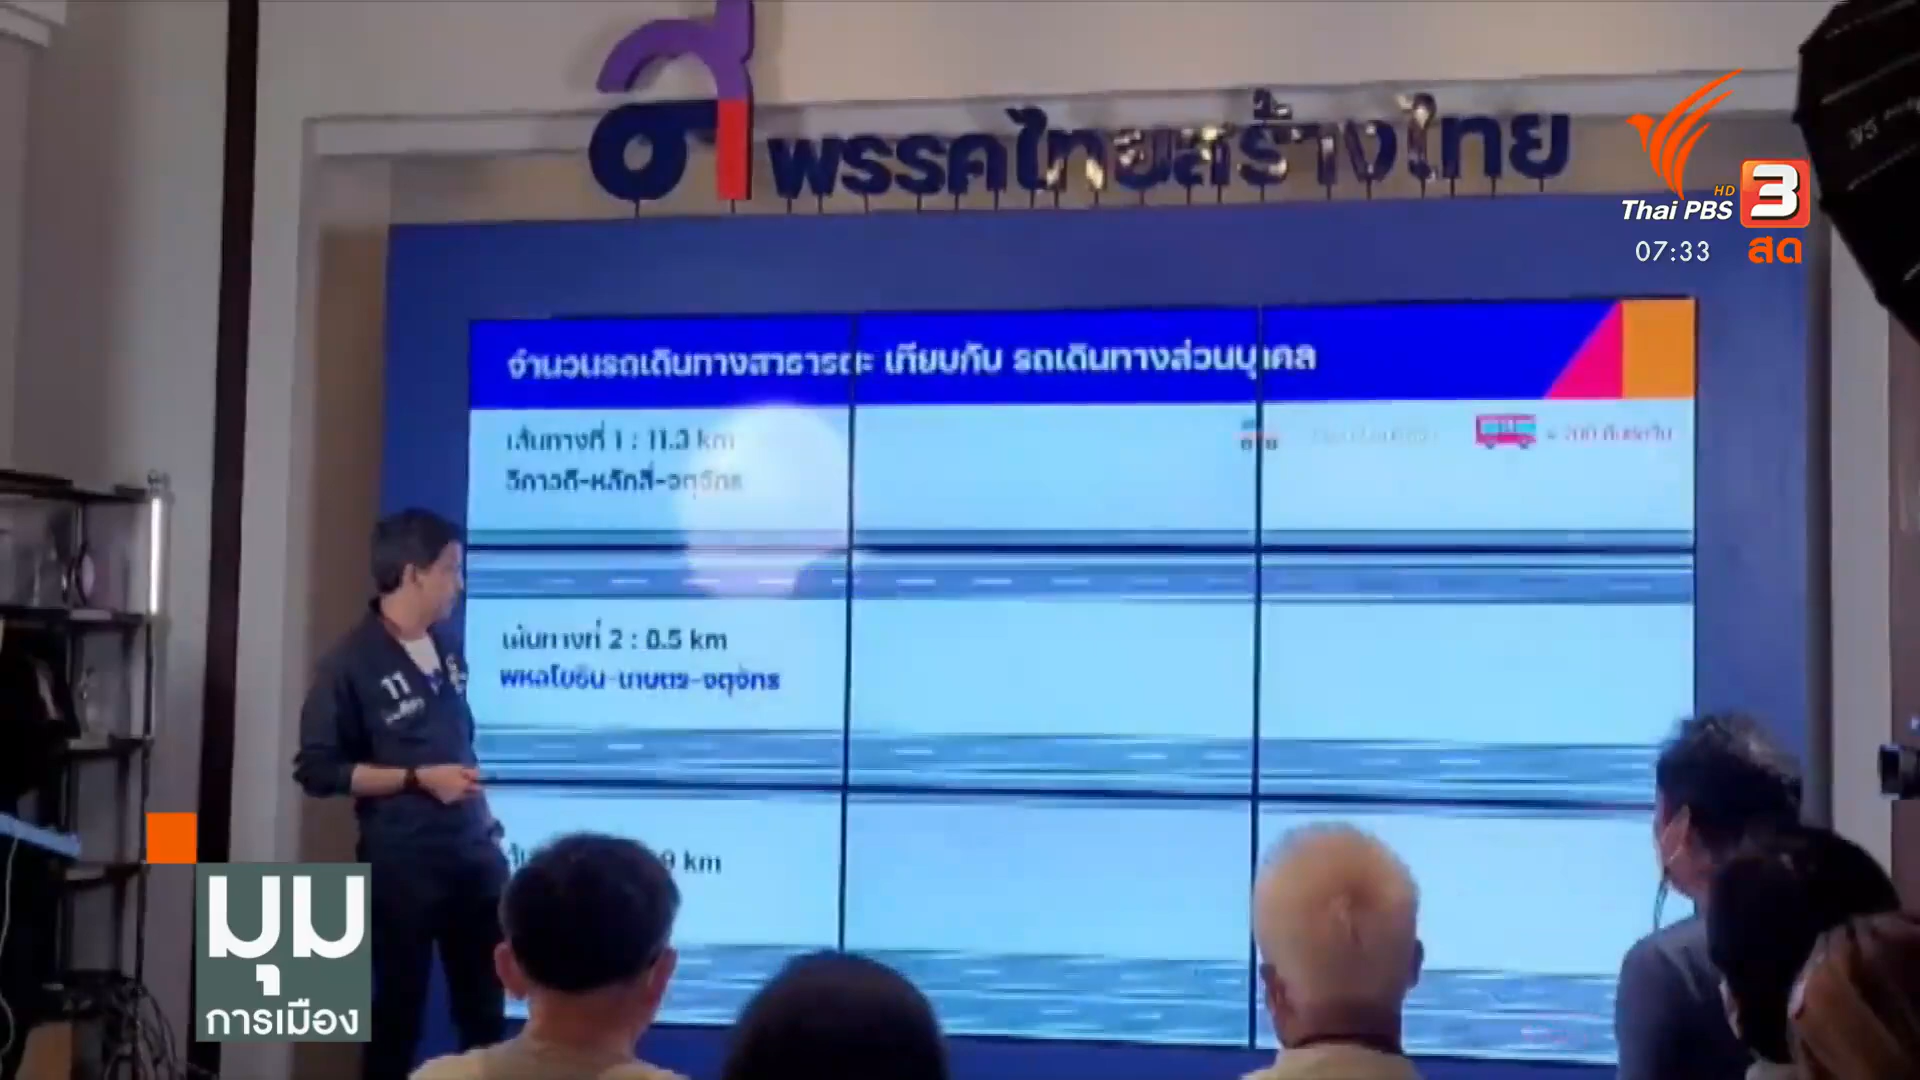 พรรคไทยสร้างไทย
HD
Thai PBS 3
07:33 สด
จำนวนรถเดินทางสาธารณะ เทียบกับ รถเดินทางส่วนบุคคล
เส้นทางที่ 1 : 11.3 km
วิภาวดี-หลักสี่-จตุจักร
เส้นทางที่ 2 : 8.5 km
พหลโยธิน-เกษตร-จตุจักร
11
9 km
มุม
การเมือง